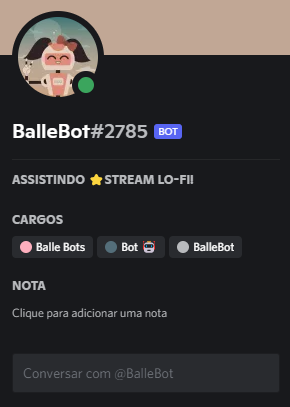 BalleBot#2785 BOT
ASSISTINDO ⭐STREAM LO-FI!
CARGOS
Balle Bots Bot 🤖 BalleBot
NOTA
Clique para adicionar uma nota
Conversar com @BalleBot